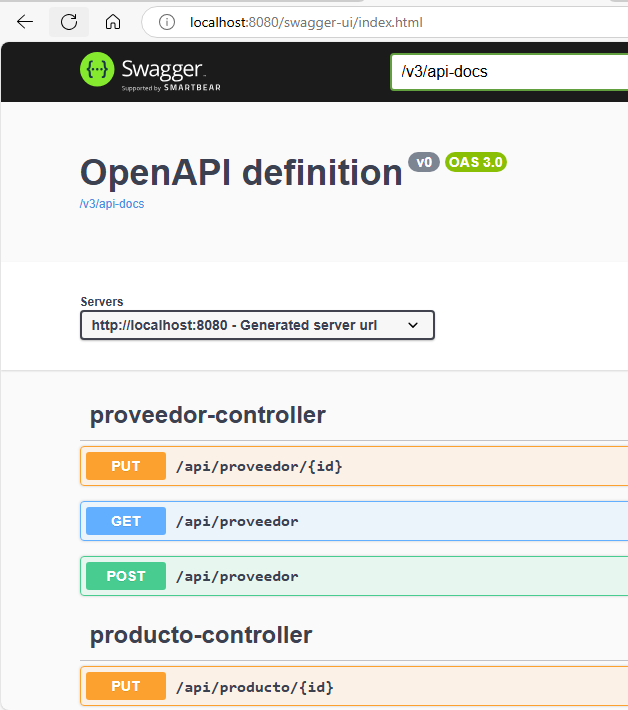 localhost:8080/swagger-ui/index.html
{···} Swagger
Supported by SMARTBEAR
/v3/api-docs
OpenAPI definition v0 OAS 3.0
/v3/api-docs
Servers
http://localhost:8080 - Generated server url
proveedor-controller
PUT /api/proveedor/{id}
GET /api/proveedor
POST /api/proveedor
producto-controller
PUT /api/producto/{id}